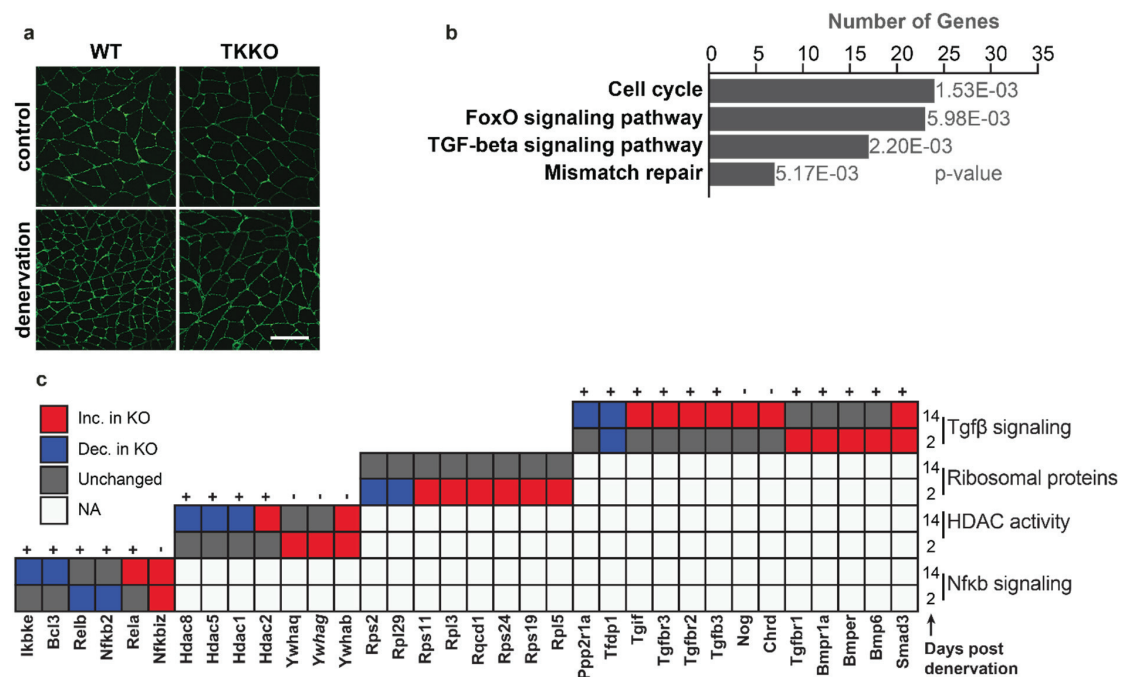 a
WT
TKKO
control
denervation
b
Number of Genes
0 5 10 15 20 25 30 35
Cell cycle 1.53E-03
FoxO signaling pathway 5.98E-03
TGF-beta signaling pathway 2.20E-03
Mismatch repair 5.17E-03 p-value
c
Inc. in KO
Dec. in KO
Unchanged
NA
+ + + + + + - - + + + + +
14 Tgfβ signaling
2
14 Ribosomal proteins
2
+ + + + - - -
14 HDAC activity
2
+ + + + + -
14 Nfκb signaling
2
Ikbke
Bcl3
Relb
Nfkb2
Rela
Nfkbiz
Hdac8
Hdac5
Hdac1
Hdac2
Ywhaq
Ywhag
Ywhab
Rps2
Rpl29
Rps11
Rpl3
Rqcd1
Rps24
Rps19
Rpl5
Ppp2r1a
Tfdp1
Tgif
Tgfbr3
Tgfbr2
Tgfb3
Nog
Chrd
Tgfbr1
Bmpr1a
Bmper
Bmp6
Smad3
Days post
denervation